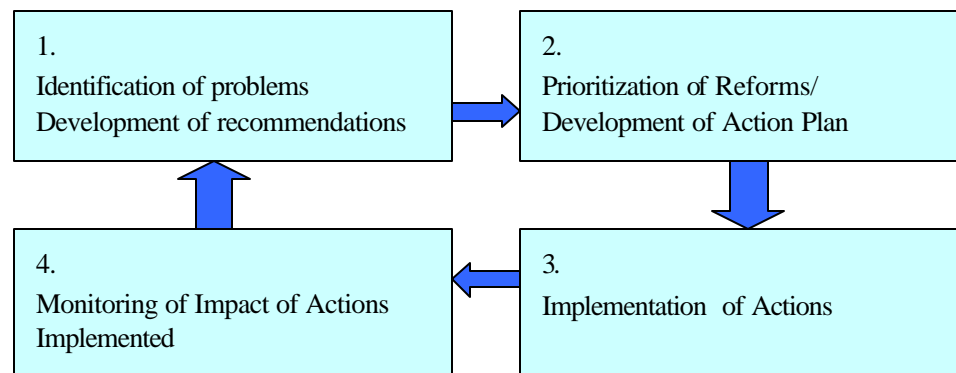 1.
Identification of problems
Development of recommendations
2.
Prioritization of Reforms/
Development of Action Plan
3.
Implementation of Actions
4.
Monitoring of Impact of Actions
Implemented